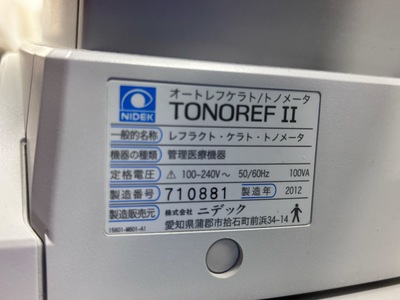 オートレフケラト/トノメータ
NIDEK TONOREF II
一般的名称 レフラクト・ケラト・トノメータ
機器の種類 管理医療機器
定格電圧 ⚠ 100-240V～ 50/60Hz 100VA
製造番号 710881 製造年 2012
製造販売元 株式会社 ニデック
愛知県蒲郡市拾石町前浜34-14
15801-M801-A1